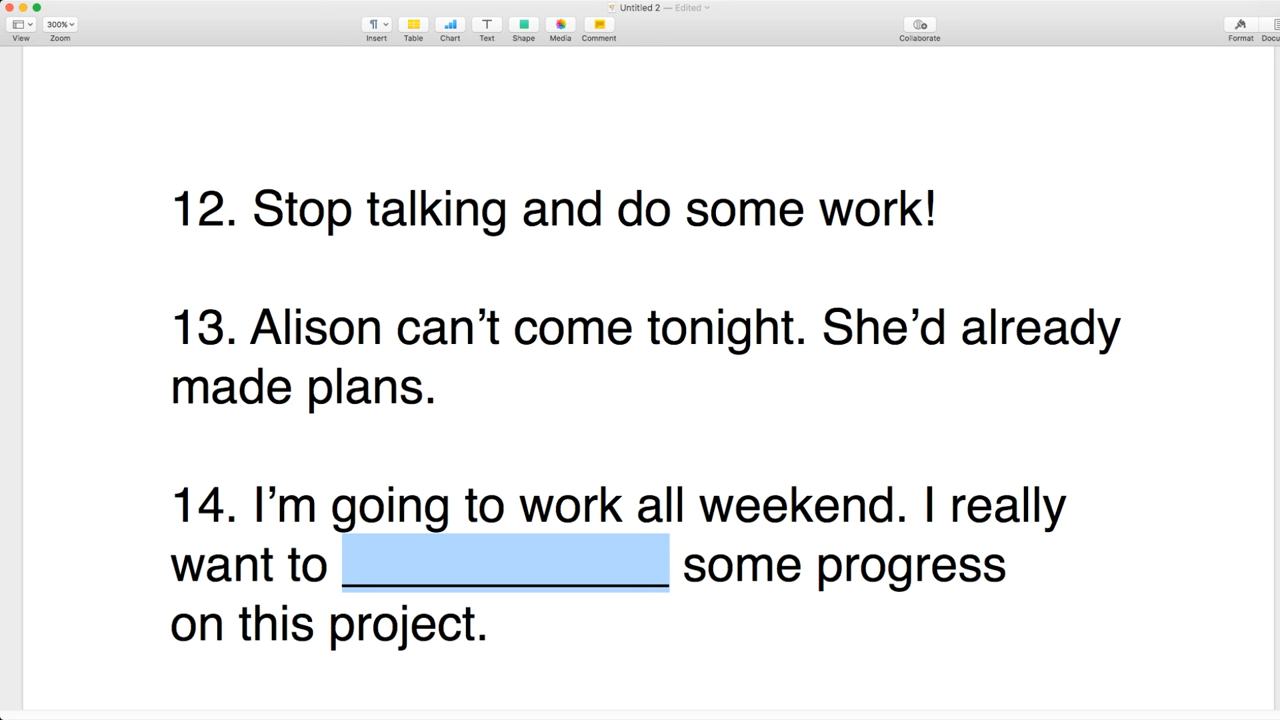 Untitled 2 — Edited
300%
View
Zoom
Insert
Table
Chart
Text
Shape
Media
Comment
Collaborate
Format
Docu
12. Stop talking and do some work!
13. Alison can’t come tonight. She’d already
made plans.
14. I’m going to work all weekend. I really
want to ____________ some progress
on this project.